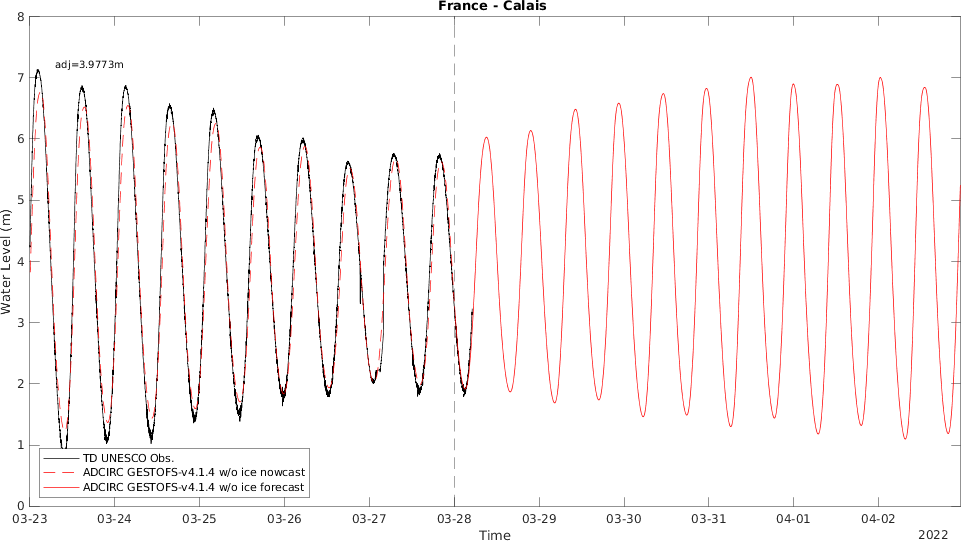 France - Calais
adj=3.9773m
Water Level (m)
8
7
6
5
4
3
2
1
0
TD UNESCO Obs.
ADCIRC GESTOFS-v4.1.4 w/o ice nowcast
ADCIRC GESTOFS-v4.1.4 w/o ice forecast
03-23 03-24 03-25 03-26 03-27 03-28 03-29 03-30 03-31 04-01 04-02
Time
2022